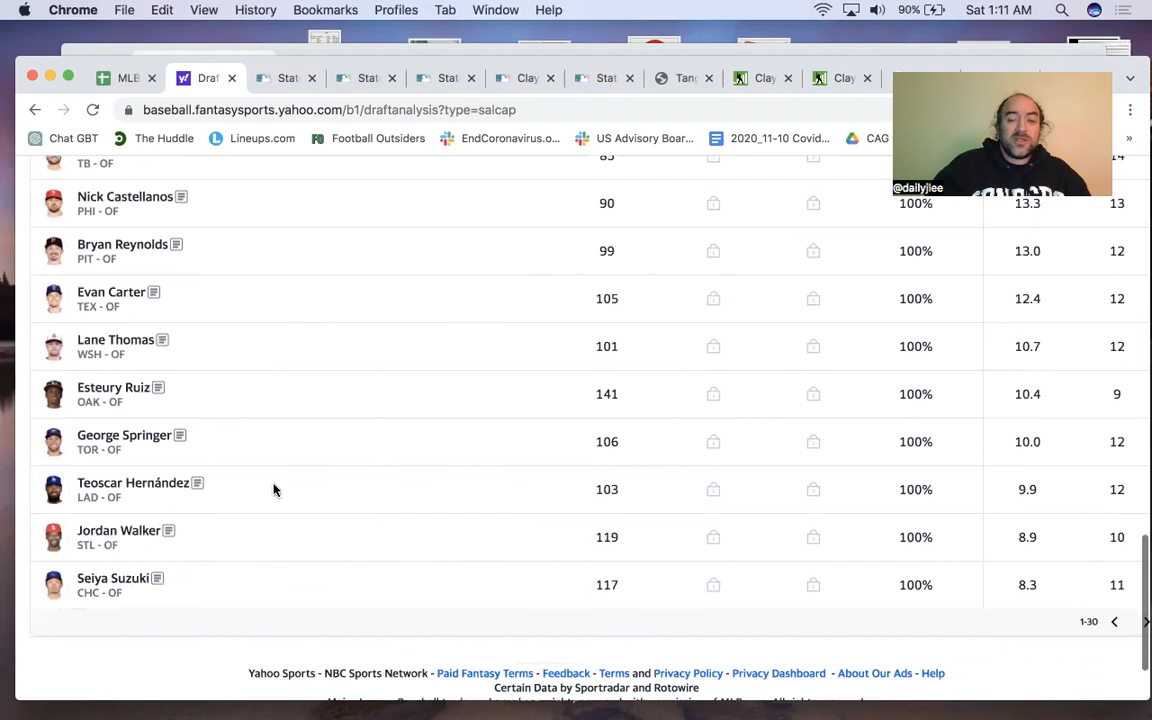 Chrome File Edit View History Bookmarks Profiles Tab Window Help 90% Sat 1:11 AM
MLB Draf Stat Stat Stat Clay Stat Tang Clay Clay
baseball.fantasysports.yahoo.com/b1/draftanalysis?type=salcap
Chat GBT The Huddle Lineups.com Football Outsiders EndCoronavirus.o... US Advisory Boar... 2020_11-10 Covid... CAG »
@dailyjlee
TB - OF 85 14
Nick Castellanos 90 100% 13.3 13
PHI - OF
Bryan Reynolds 99 100% 13.0 12
PIT - OF
Evan Carter 105 100% 12.4 12
TEX - OF
Lane Thomas 101 100% 10.7 12
WSH - OF
Esteury Ruiz 141 100% 10.4 9
OAK - OF
George Springer 106 100% 10.0 12
TOR - OF
Teoscar Hernández 103 100% 9.9 12
LAD - OF
Jordan Walker 119 100% 8.9 10
STL - OF
Seiya Suzuki 117 100% 8.3 11
CHC - OF
1-30
Yahoo Sports - NBC Sports Network - Paid Fantasy Terms - Feedback - Terms and Privacy Policy - Privacy Dashboard - About Our Ads - Help
Certain Data by Sportradar and Rotowire